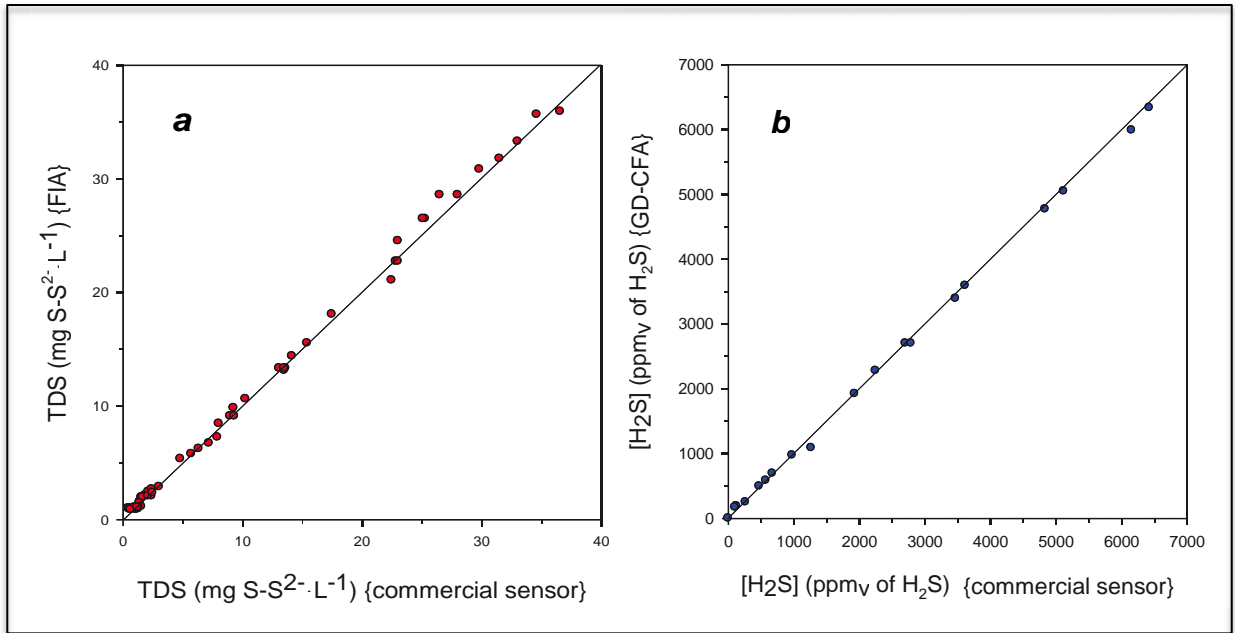 a
TDS (mg S-S²⁻·L⁻¹) {FIA}
40
30
20
10
0
0 10 20 30 40
TDS (mg S-S²⁻·L⁻¹) {commercial sensor}
b
[H2S] (ppmv of H₂S) {GD-CFA}
7000
6000
5000
4000
3000
2000
1000
0
0 1000 2000 3000 4000 5000 6000 7000
[H2S] (ppmv of H₂S) {commercial sensor}